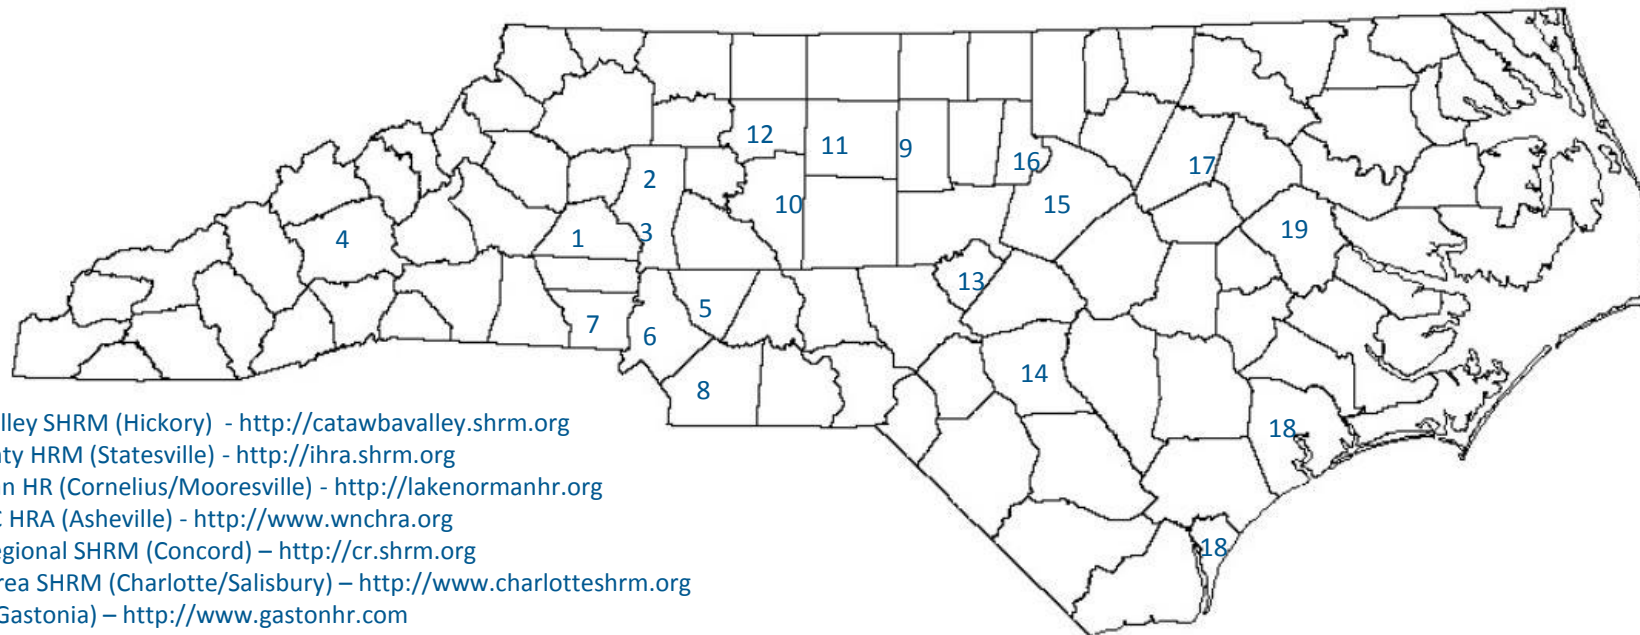 12
11
9
16
17
2
10
15
1
3
4
19
13
5
7
6
8
14
18
18
lley SHRM (Hickory) - http://catawbavalley.shrm.org
nty HRM (Statesville) - http://ihra.shrm.org
an HR (Cornelius/Mooresville) - http://lakenormanhr.org
C HRA (Asheville) - http://www.wnchra.org
egional SHRM (Concord) – http://cr.shrm.org
rea SHRM (Charlotte/Salisbury) – http://www.charlotteshrm.org
Gastonia) – http://www.gastonhr.com